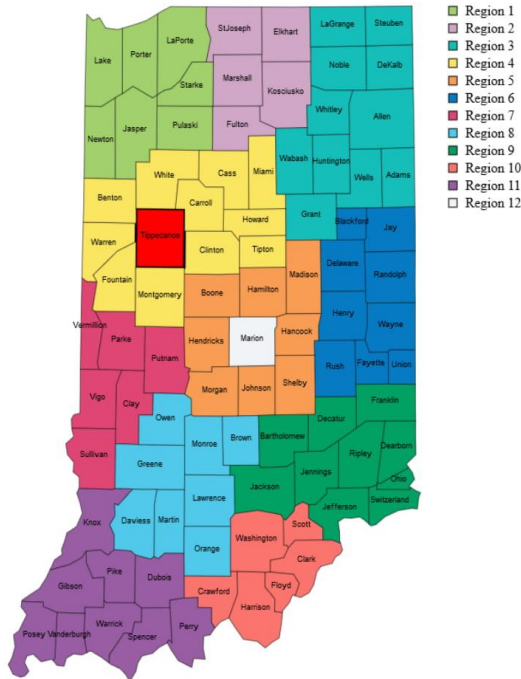 StJoseph
Elkhart
LaGrange
Steuben
Lake
Porter
LaPorte
Noble
DeKalb
Marshall
Starke
Kosciusko
Whitley
Allen
Newton
Jasper
Pulaski
Fulton
Wabash
Huntington
Wells
Adams
White
Cass
Miami
Benton
Carroll
Howard
Grant
Blackford
Jay
Warren
Tippecanoe
Clinton
Tipton
Delaware
Randolph
Fountain
Montgomery
Boone
Hamilton
Madison
Henry
Wayne
Vermillion
Parke
Putnam
Hendricks
Marion
Hancock
Rush
Fayette
Union
Vigo
Clay
Morgan
Johnson
Shelby
Franklin
Owen
Monroe
Brown
Bartholomew
Decatur
Dearborn
Sullivan
Greene
Jennings
Ripley
Ohio
Knox
Daviess
Martin
Lawrence
Jackson
Jefferson
Switzerland
Orange
Washington
Scott
Clark
Gibson
Pike
Dubois
Crawford
Harrison
Floyd
Posey
Vanderburgh
Warrick
Spencer
Perry
Region 1
Region 2
Region 3
Region 4
Region 5
Region 6
Region 7
Region 8
Region 9
Region 10
Region 11
Region 12